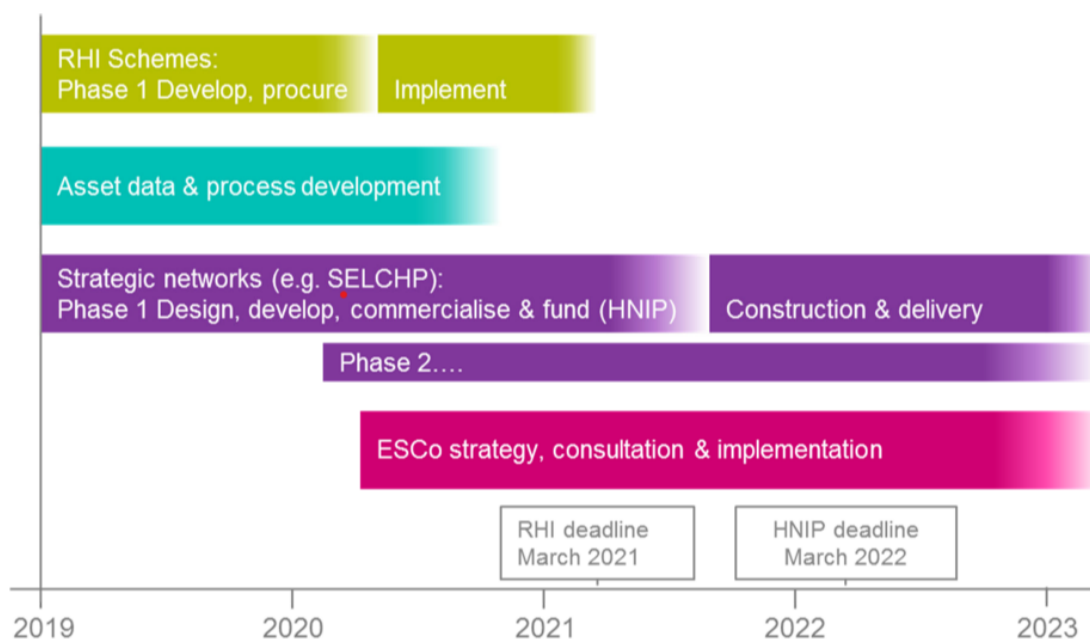 RHI Schemes:
Phase 1 Develop, procure
Implement
Asset data & process development
Strategic networks (e.g. SELCHP):
Phase 1 Design, develop, commercialise & fund (HNIP)
Construction & delivery
Phase 2....
ESCo strategy, consultation & implementation
RHI deadline
March 2021
HNIP deadline
March 2022
2019
2020
2021
2022
2023